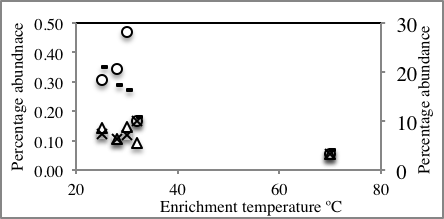 0.50
0.40
0.30
0.20
0.10
0.00
Percentage abundnace
30
20
10
0
Percentage abundance
20 40 60 80
Enrichment temperature ºC